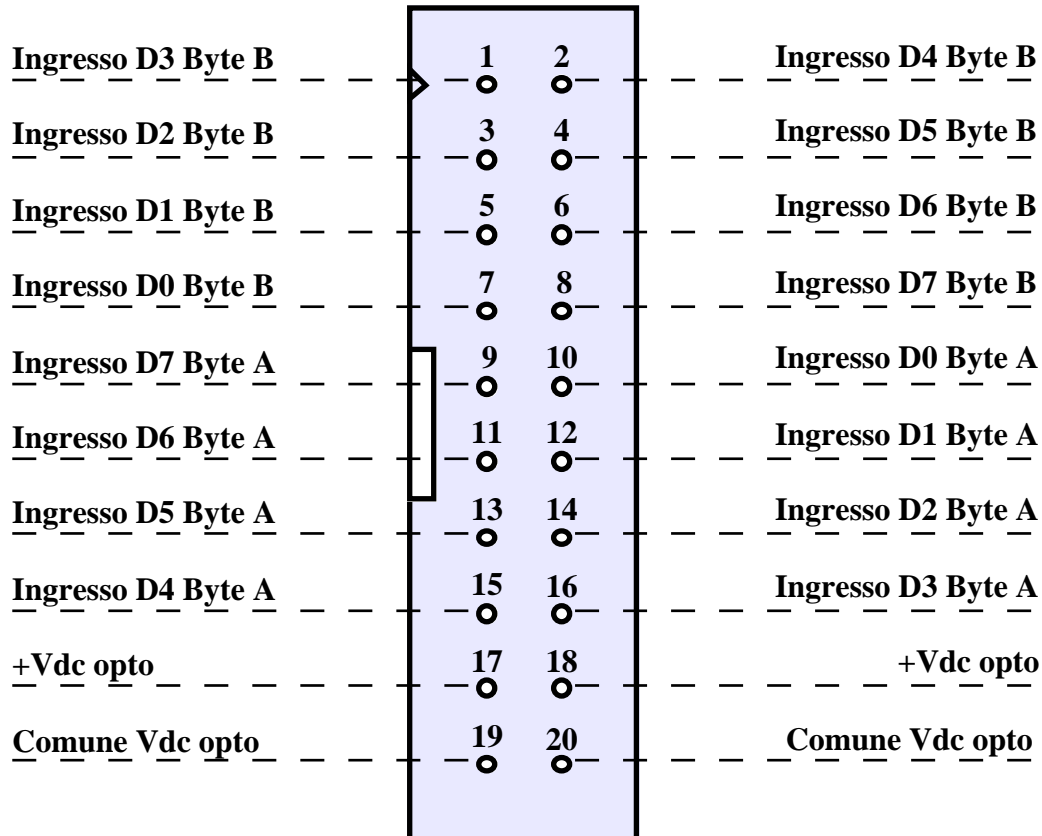 Ingresso D3 Byte B 1 2 Ingresso D4 Byte B
Ingresso D2 Byte B 3 4 Ingresso D5 Byte B
Ingresso D1 Byte B 5 6 Ingresso D6 Byte B
Ingresso D0 Byte B 7 8 Ingresso D7 Byte B
Ingresso D7 Byte A 9 10 Ingresso D0 Byte A
Ingresso D6 Byte A 11 12 Ingresso D1 Byte A
Ingresso D5 Byte A 13 14 Ingresso D2 Byte A
Ingresso D4 Byte A 15 16 Ingresso D3 Byte A
+Vdc opto 17 18 +Vdc opto
Comune Vdc opto 19 20 Comune Vdc opto